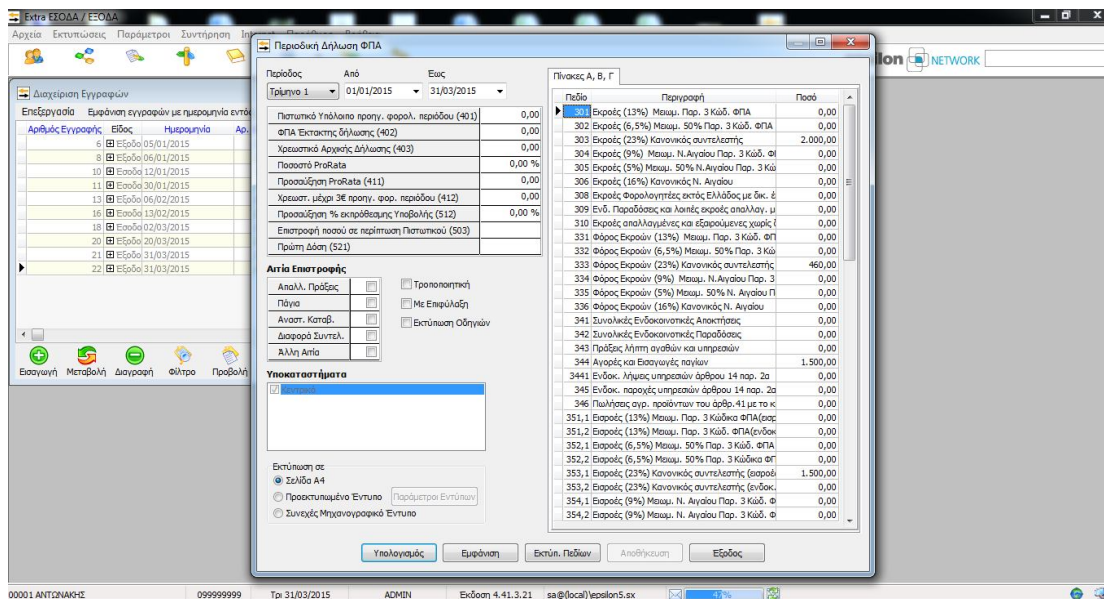 Extra ΕΣΟΔΑ / ΕΞΟΔΑ
Αρχεία Εκτυπώσεις Παράμετροι Συντήρηση
NETWORK
Διαχείριση Εγγραφών
Επεξεργασία Εμφάνιση εγγραφών με ημερομηνία εντός
Αριθμός Εγγραφής Είδος Ημερομηνία Αρ.
6 Εξοδο 05/01/2015
8 Εξοδο 06/01/2015
10 Εσοδο 12/01/2015
11 Εσοδο 30/01/2015
13 Εξοδο 06/02/2015
16 Εσοδο 13/02/2015
18 Εξοδο 02/03/2015
20 Εξοδο 20/03/2015
21 Εξοδο 31/03/2015
22 Εξοδο 31/03/2015
Εισαγωγή Μεταβολή Διαγραφή Φίλτρο Προβολή
Περιοδική Δήλωση ΦΠΑ
Περίοδος Από Εως
Τρίμηνο 1 01/01/2015 31/03/2015
Πιστωτικό Υπόλοιπο προηγ. φορολ. περιόδου (401) 0,00
ΦΠΑ Έκτακτης δήλωσης (402) 0,00
Χρεωστικό Αρχικής Δήλωσης (403) 0,00
Ποσοστό ProRata 0,00 %
Προσαύξηση ProRata (411) 0,00
Χρεωστ. μέχρι 3€ προηγ. φορ. περιόδου (412) 0,00
Προσαύξηση % εκπρόθεσμης Υποβολής (512) 0,00 %
Επιστροφή ποσού σε περίπτωση Πιστωτικού (503)
Πρώτη Δόση (521)
Αιτία Επιστροφής
Απαλλ. Πράξεις
Πάγια
Αναστ. Καταβ.
Διαφορά Συντελ.
Άλλη Αιτία
Τροποποιητική
Με Επιφύλαξη
Εκτύπωση Οδηγιών
Υποκαταστήματα
Κεντρικό
Εκτύπωση σε
Σελίδα Α4
Προεκτυπωμένο Έντυπο Παράμετροι Εντύπων
Συνεχές Μηχανογραφικό Έντυπο
Πίνακες Α, Β, Γ
Πεδίο Περιγραφή Ποσό
301 Εκροές (13%) Μειωμ. Παρ. 3 Κώδ. ΦΠΑ 0,00
302 Εκροές (6,5%) Μειωμ. 50% Παρ. 3 Κώδ. ΦΠΑ 0,00
303 Εκροές (23%) Κανονικός συντελεστής 2.000,00
304 Εκροές (9%) Μειωμ. Ν.Αιγαίου Παρ. 3 Κώδ. Φ 0,00
305 Εκροές (5%) Μειωμ. 50% Ν.Αιγαίου Παρ. 3 Κώ 0,00
306 Εκροές (16%) Κανονικός Ν. Αιγαίου 0,00
308 Εκροές Φορολογητέες εκτός Ελλάδος με δικ. έ 0,00
309 Ενδ. Παραδόσεις και λοιπές εκροές απαλλαγ. μ 0,00
310 Εκροές απαλλαγμένες και εξαιρούμενες χωρίς δ 0,00
331 Φόρος Εκροών (13%) Μειωμ. Παρ. 3 Κώδ. ΦΠ 0,00
332 Φόρος Εκροών (6,5%) Μειωμ. 50% Παρ. 3 Κώ 0,00
333 Φόρος Εκροών (23%) Κανονικός συντελεστής 460,00
334 Φόρος Εκροών (9%) Μειωμ. Ν.Αιγαίου Παρ. 3 0,00
335 Φόρος Εκροών (5%) Μειωμ. 50% Ν. Αιγαίου Π 0,00
336 Φόρος Εκροών (16%) Κανονικός Ν. Αιγαίου 0,00
341 Συνολικές Ενδοκοινοτικές Αποκτήσεις 0,00
342 Συνολικές Ενδοκοινοτικές Παραδόσεις 0,00
343 Πράξεις λήπτη αγαθών και υπηρεσιών 0,00
344 Αγορές και Εισαγωγές παγίων 1.500,00
3441 Ενδοκ. λήψεις υπηρεσιών άρθρου 14 παρ. 2α 0,00
345 Ενδοκ. παροχές υπηρεσιών άρθρου 14 παρ. 2α 0,00
346 Πωλήσεις αγρ. προϊόντων του άρθρ.41 με το κ 0,00
351,1 Εισροές (13%) Μειωμ. Παρ. 3 Κώδικα ΦΠΑ(εισρ 0,00
351,2 Εισροές (13%) Μειωμ. Παρ. 3 Κώδικα ΦΠΑ(ενδοκ 0,00
352,1 Εισροές (6,5%) Μειωμ. 50% Παρ. 3 Κώδ. ΦΠΑ 0,00
352,2 Εισροές (6,5%) Μειωμ. 50% Παρ. 3 Κώδικα ΦΠ 0,00
353,1 Εισροές (23%) Κανονικός συντελεστής (εισροέ 1.500,00
353,2 Εισροές (23%) Κανονικός συντελεστής (ενδοκ. 0,00
354,1 Εισροές (9%) Μειωμ. Ν. Αιγαίου Παρ. 3 Κώδ. Φ 0,00
354,2 Εισροές (9%) Μειωμ. Ν. Αιγαίου Παρ. 3 Κώδ. Φ 0,00
Υπολογισμός Εμφάνιση Εκτύπ. Πεδίων Αποθήκευση Έξοδος
00001 ΑΝΤΩΝΑΚΗΣ 099999999 Τρι 31/03/2015 ADMIN Έκδοση 4.41.3.21 sa@(local)\epsilon5.sx 47%